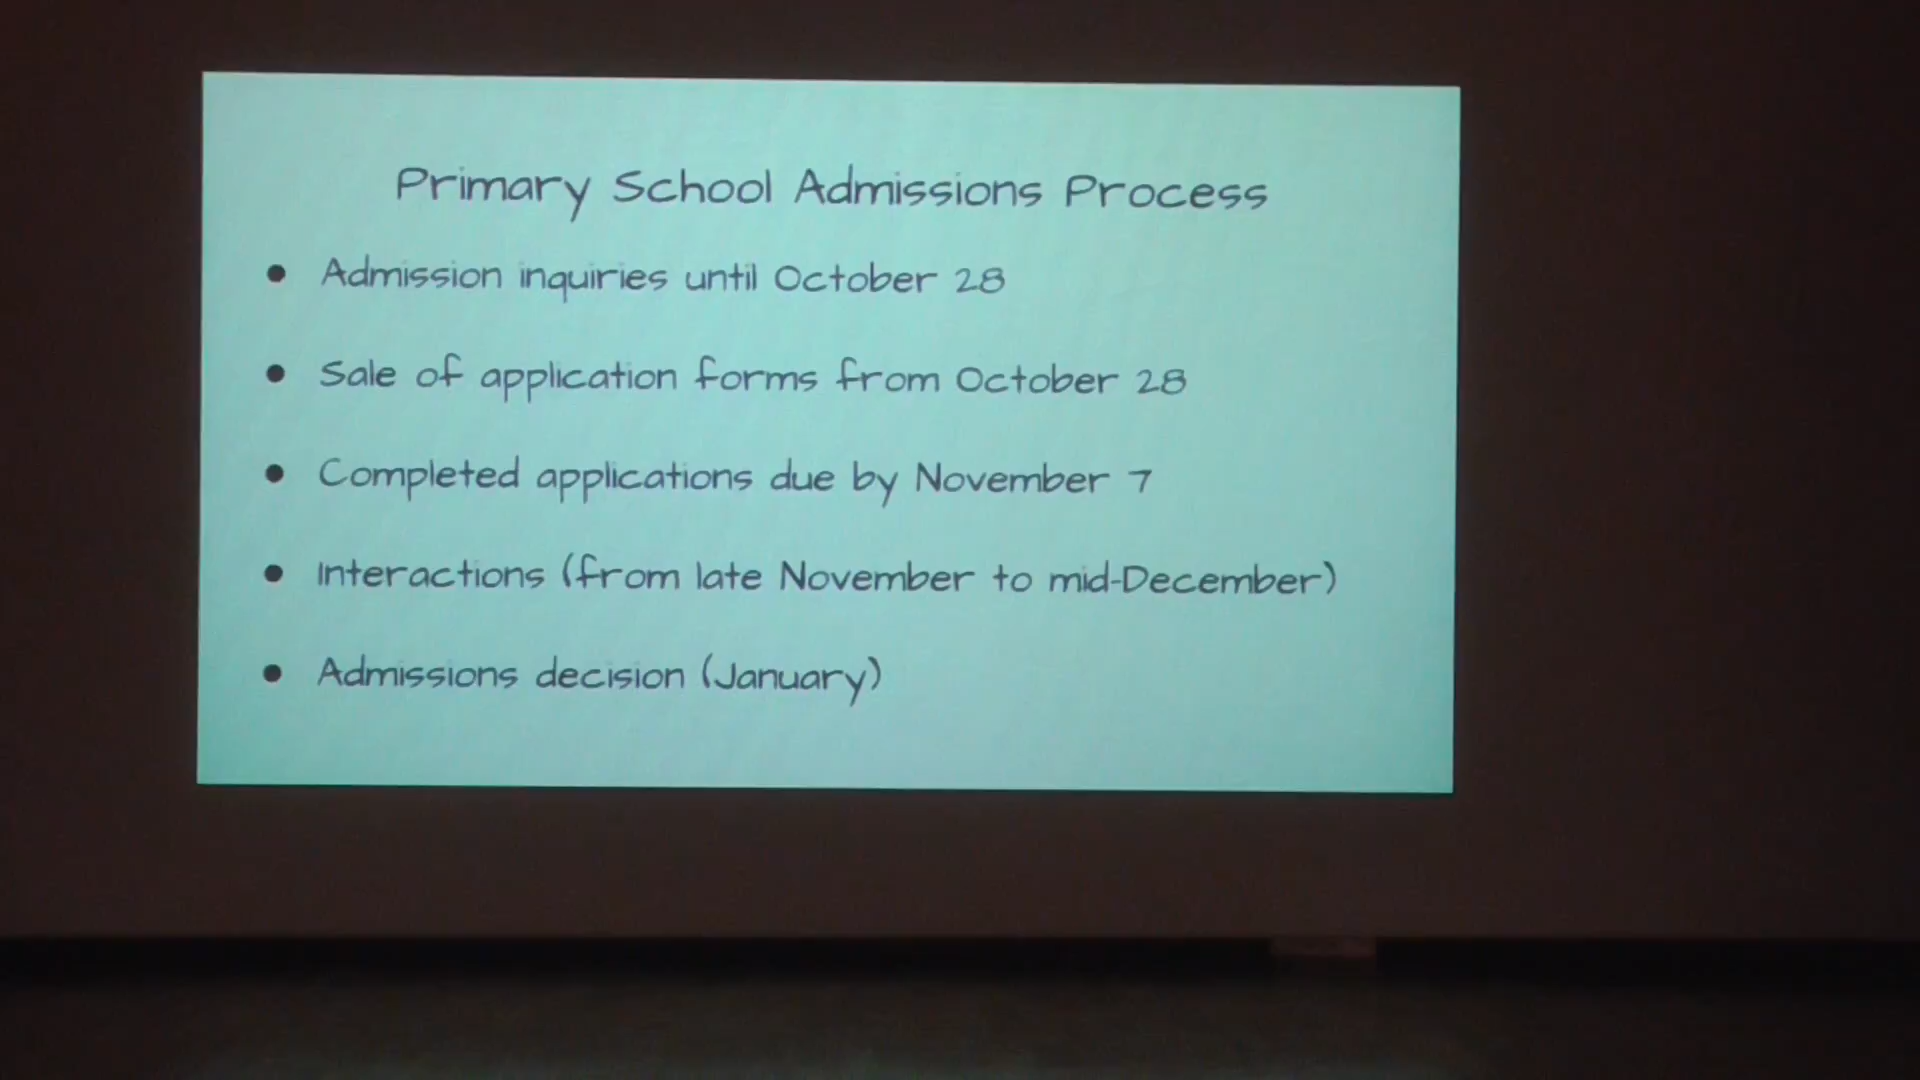 Primary School Admissions Process
● Admission inquiries until October 28
● Sale of application forms from October 28
● Completed applications due by November 7
● Interactions (from late November to mid-December)
● Admissions decision (January)